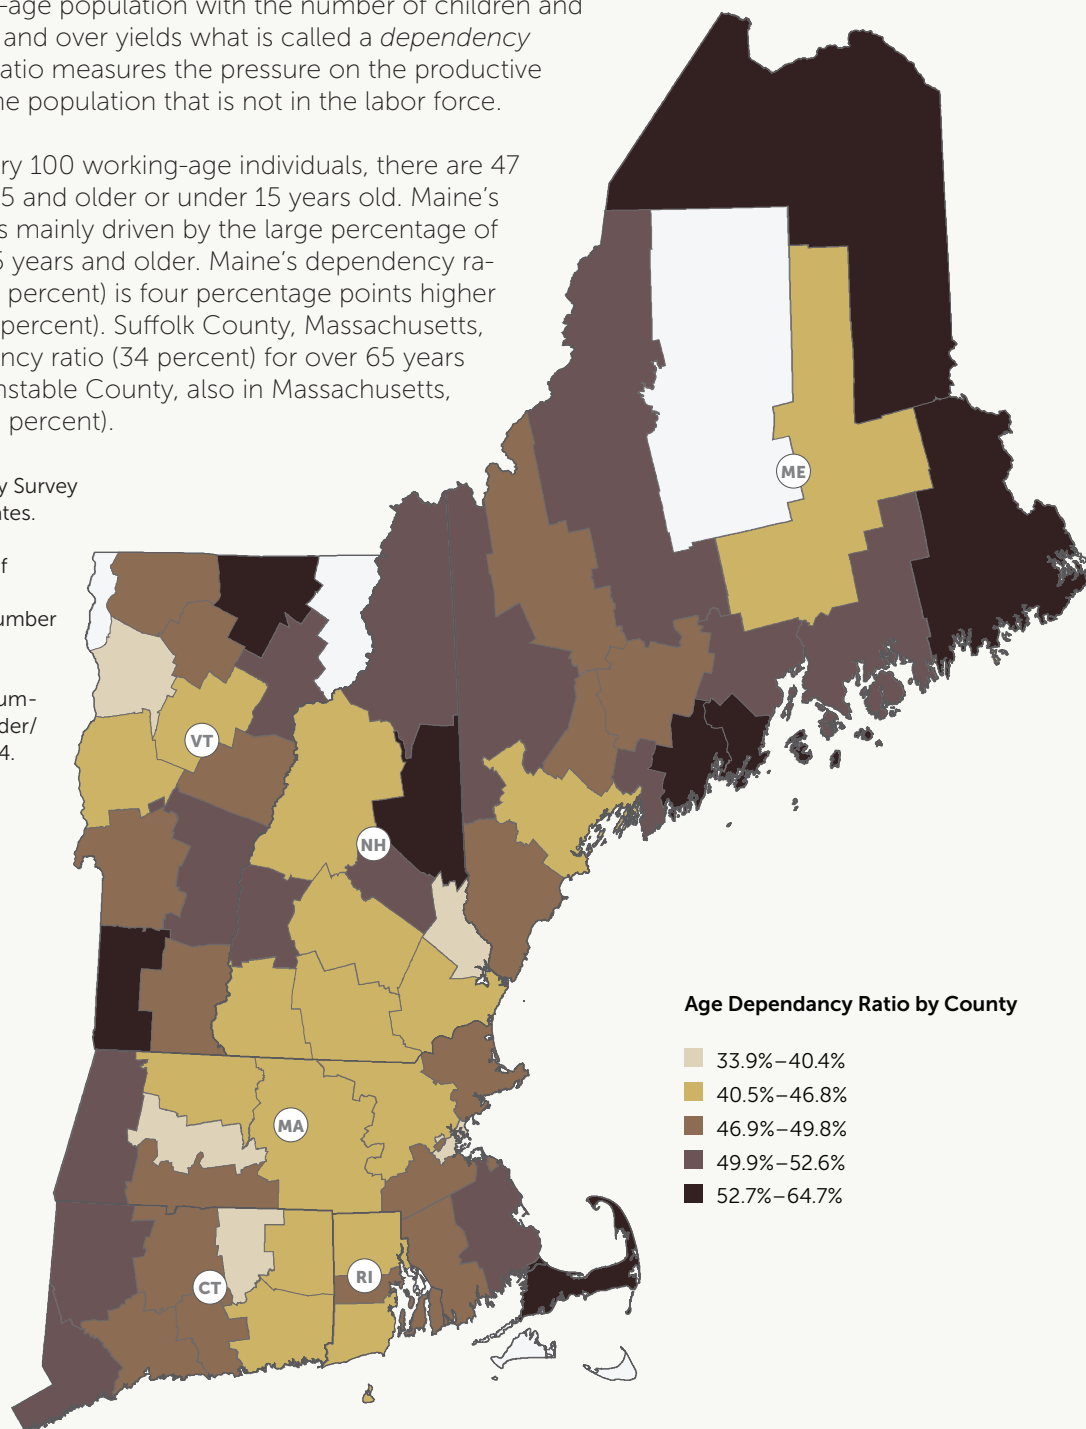 -age population with the number of children and
and over yields what is called a dependency
atio measures the pressure on the productive
ne population that is not in the labor force.
ry 100 working-age individuals, there are 47
5 and older or under 15 years old. Maine's
s mainly driven by the large percentage of
5 years and older. Maine's dependency ra-
percent) is four percentage points higher
percent). Suffolk County, Massachusetts,
ncy ratio (34 percent) for over 65 years
nstable County, also in Massachusetts,
percent).
y Survey
ates.
f
umber
um-
der/
4.
ME
VT
NH
MA
CT
RI
Age Dependancy Ratio by County
33.9%–40.4%
40.5%–46.8%
46.9%–49.8%
49.9%–52.6%
52.7%–64.7%